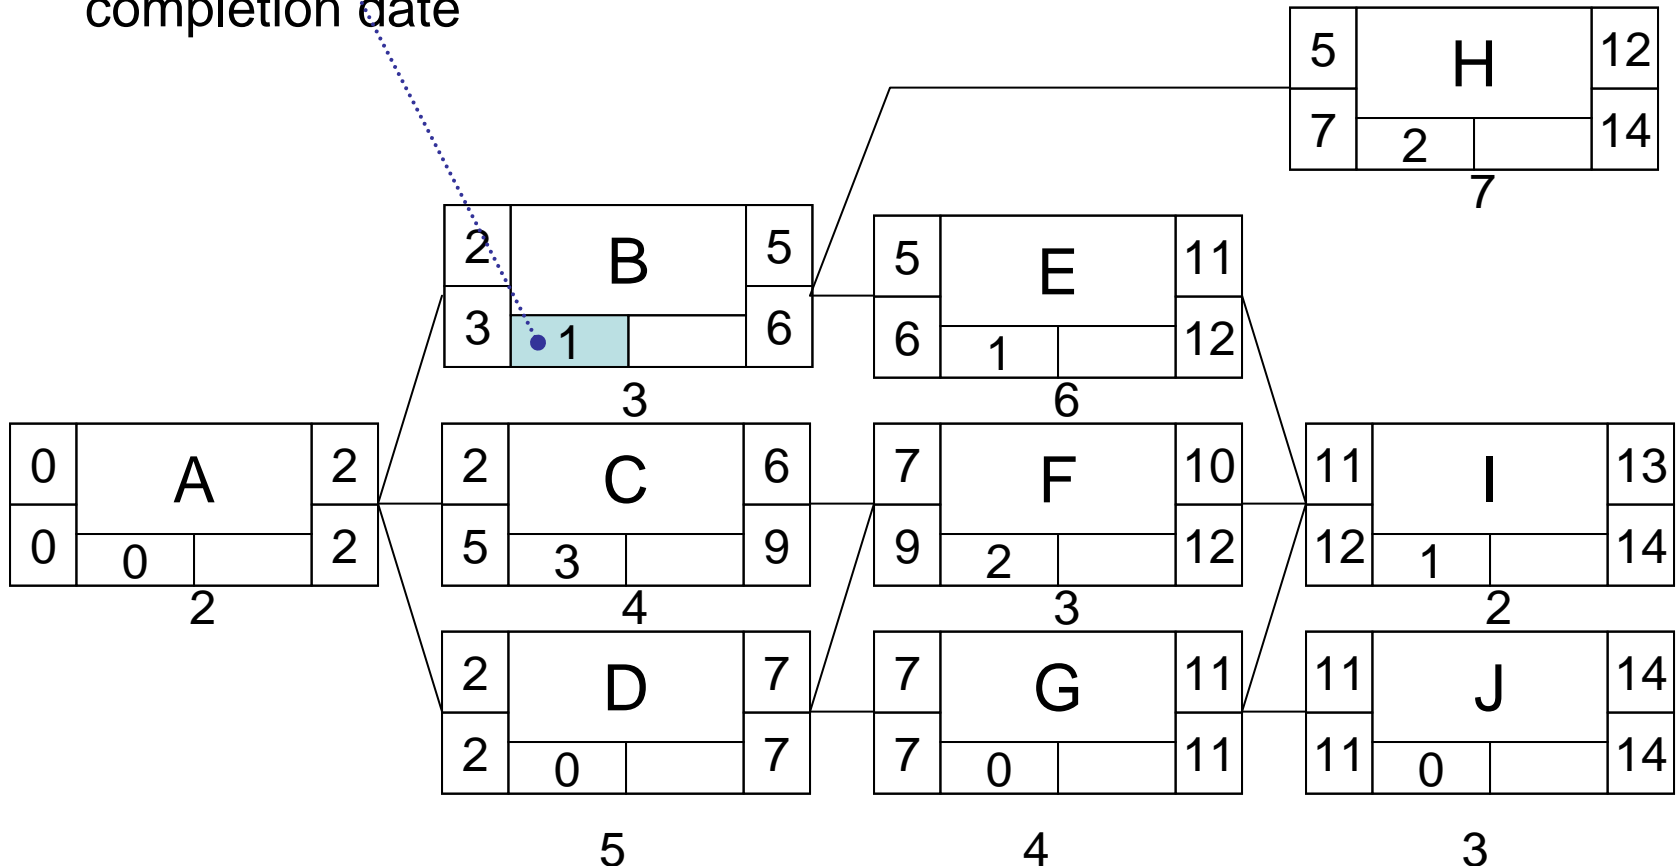 completion date
5 H 12
7 2 14
7
2 B 5
3 1 6
3
5 E 11
6 1 12
6
0 A 2
0 0 2
2
2 C 6
5 3 9
4
7 F 10
9 2 12
3
11 I 13
12 1 14
2
2 D 7
2 0 7
5
7 G 11
7 0 11
4
11 J 14
11 0 14
3